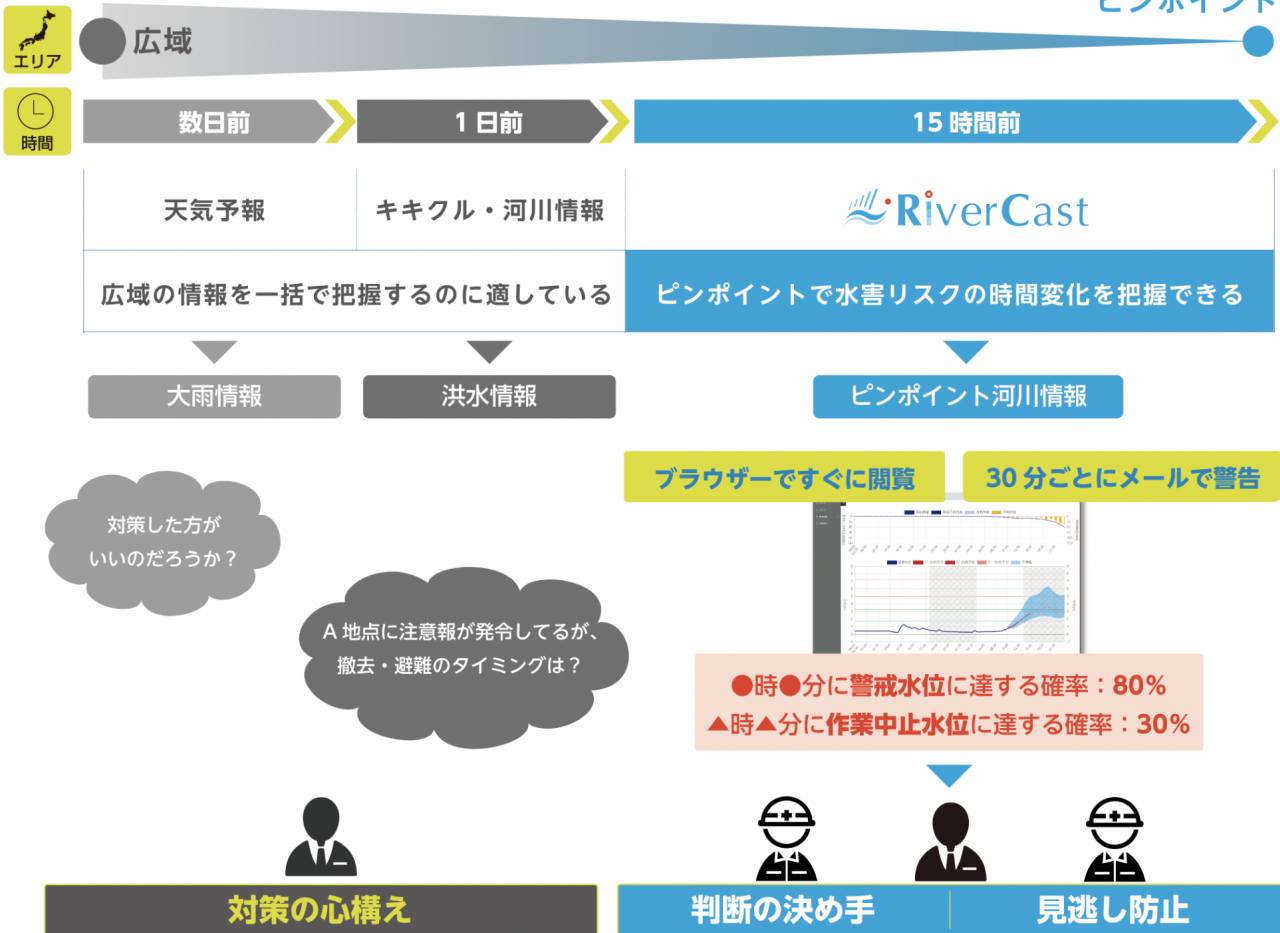 ピンポイント
エリア
広域
時間
数日前
1日前
15時間前
天気予報
キキクル・河川情報
RiverCast
広域の情報を一括で把握するのに適している
ピンポイントで水害リスクの時間変化を把握できる
大雨情報
洪水情報
ピンポイント河川情報
ブラウザーですぐに閲覧
30分ごとにメールで警告
対策した方が
いいのだろうか？
A地点に注意報が発令してるが、
撤去・避難のタイミングは？
●時●分に警戒水位に達する確率：80%
▲時▲分に作業中止水位に達する確率：30%
対策の心構え
判断の決め手
見逃し防止